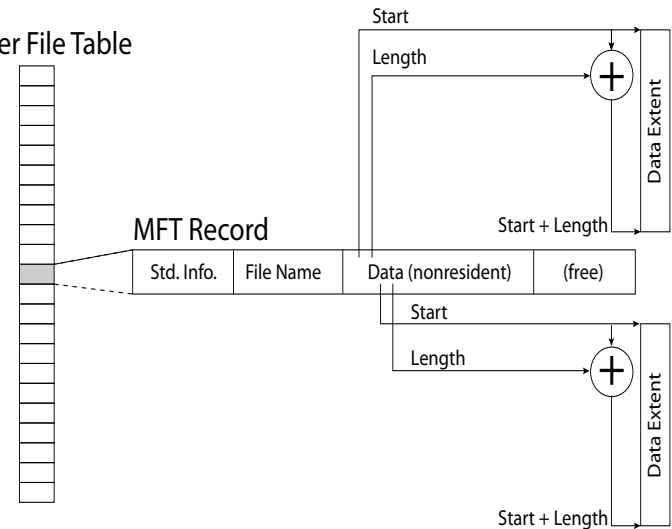 Start
er File Table
Length
+
Data Extent
Start + Length
MFT Record
Std. Info.
File Name
Data (nonresident)
(free)
Start
Length
+
Data Extent
Start + Length